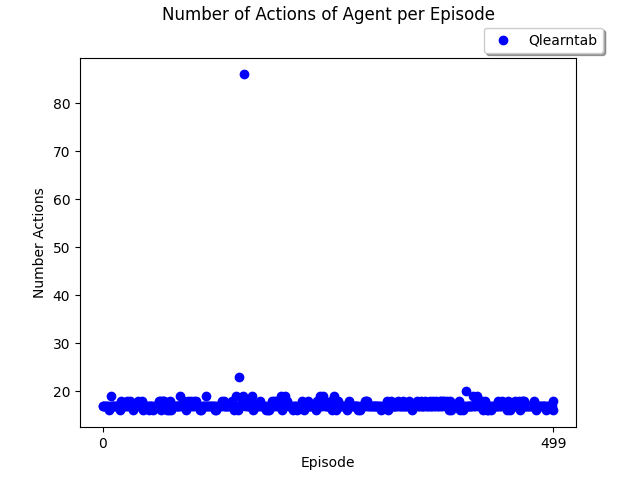 Number of Actions of Agent per Episode
Qlearntab
80
70
60
50
40
30
20
Number Actions
0
499
Episode